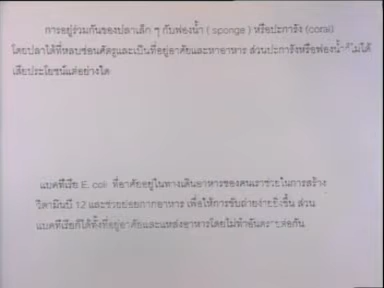 การอยู่ร่วมกันของปลาเล็ก ๆ กับฟองน้ำ ( sponge ) หรือปะการัง (coral)
โดยปลาได้ที่หลบซ่อนศัตรูและเป็นที่อยู่อาศัยและหาอาหาร ส่วนปะการังหรือฟองน้ำไม่ได้
เสียประโยชน์แต่อย่างใด
แบคทีเรีย E. coli ที่อาศัยอยู่ในทางเดินอาหารของคนเราช่วยในการสร้าง
วิตามินบี 12 และช่วยย่อยกากอาหาร เพื่อให้การขับถ่ายง่ายยิ่งขึ้น ส่วน
แบคทีเรียก็ได้ทั้งที่อยู่อาศัยและแหล่งอาหารโดยไม่ทำอันตรายต่อกัน